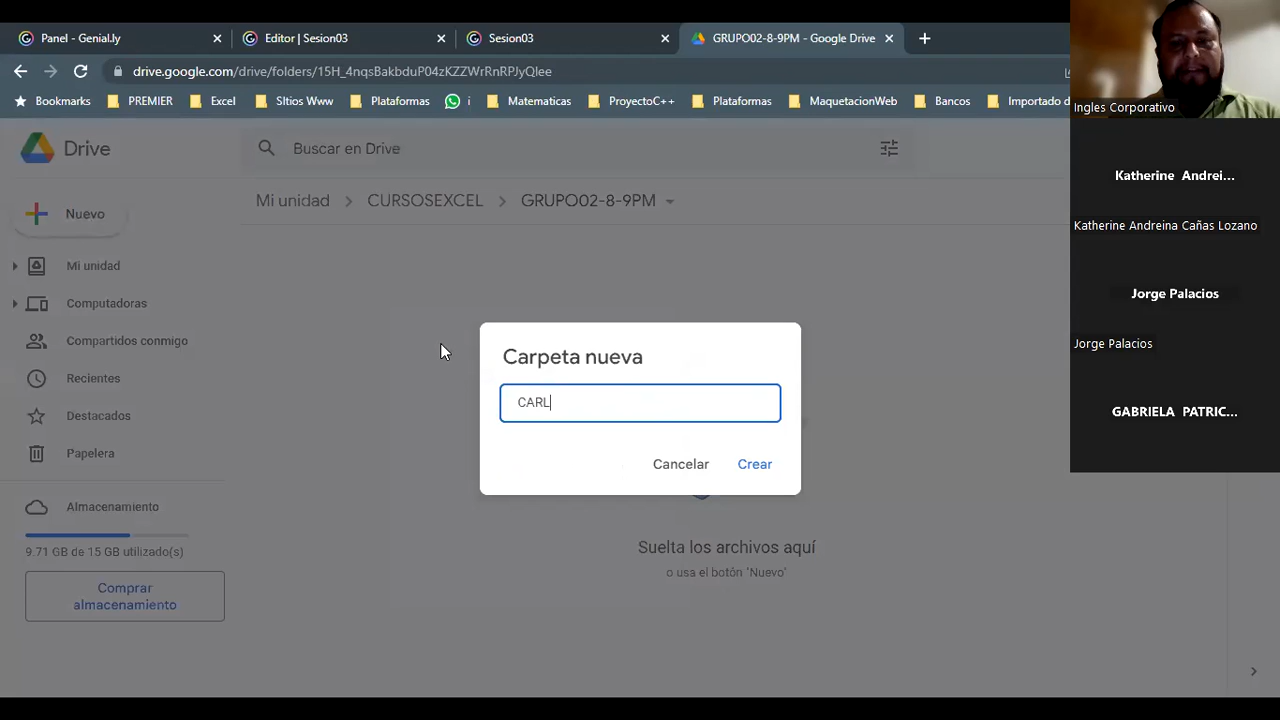 Panel - Genial.ly
Editor | Sesion03
Sesion03
GRUPO02-8-9PM - Google Drive
drive.google.com/drive/folders/15H_4nqsBakbduP04zKZZWrRnRPJyQlee
Bookmarks
PREMIER
Excel
SItios Www
Plataformas
i
Matematicas
ProyectoC++
Plataformas
MaquetacionWeb
Bancos
Importado d
Drive
Buscar en Drive
Nuevo
Mi unidad
CURSOSEXCEL
GRUPO02-8-9PM
Mi unidad
Computadoras
Compartidos conmigo
Recientes
Destacados
Papelera
Almacenamiento
9.71 GB de 15 GB utilizado(s)
Comprar
almacenamiento
Carpeta nueva
CARL
Cancelar
Crear
Suelta los archivos aquí
o usa el botón 'Nuevo'
Ingles Corporativo
Katherine Andrei...
Katherine Andreina Cañas Lozano
Jorge Palacios
Jorge Palacios
GABRIELA PATRIC...